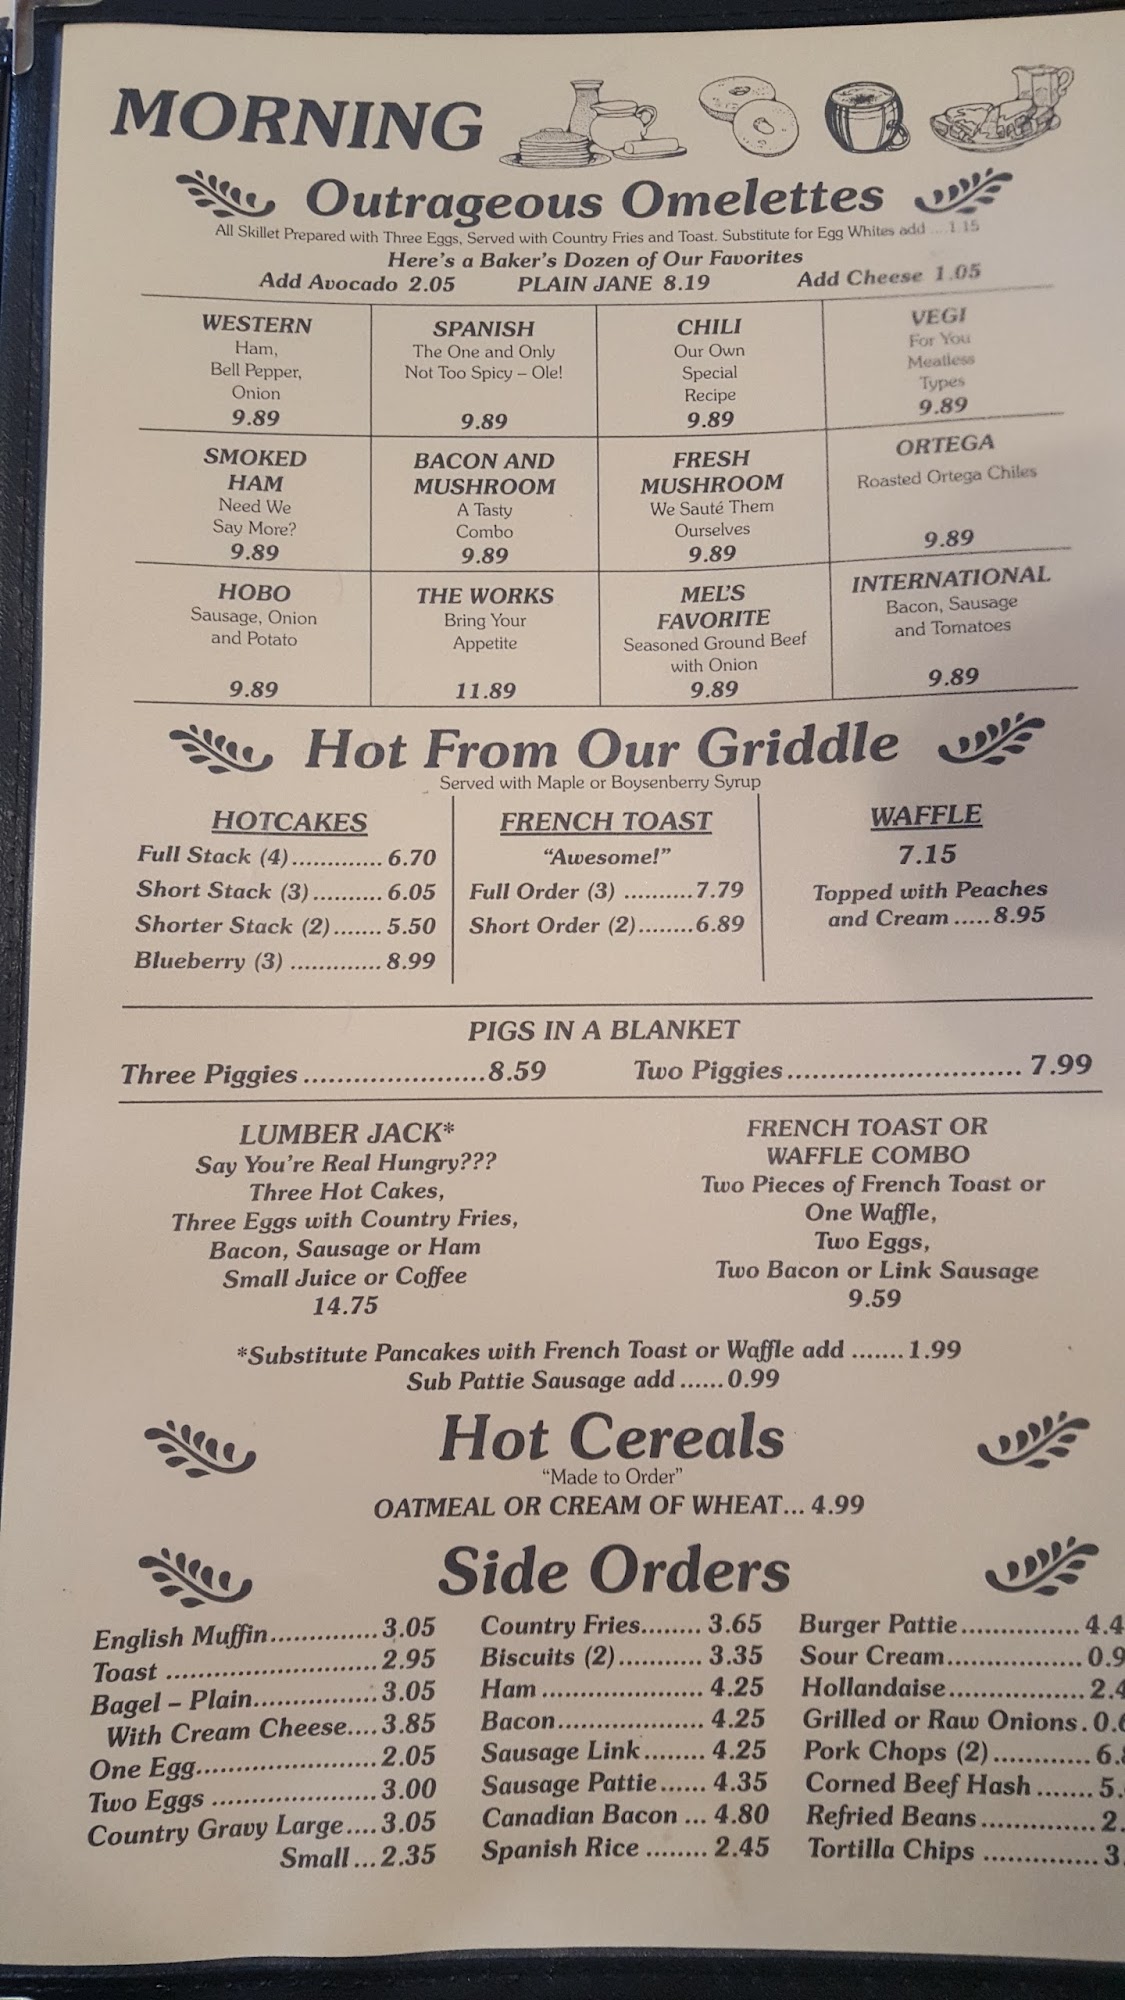 MORNING
Outrageous Omelettes
All Skillet Prepared with Three Eggs, Served with Country Fries and Toast. Substitute for Egg Whites add ....1.15
Here's a Baker's Dozen of Our Favorites
Add Avocado 2.05 PLAIN JANE 8.19 Add Cheese 1.05
WESTERN
Ham,
Bell Pepper,
Onion
9.89
SPANISH
The One and Only
Not Too Spicy – Ole!
9.89
CHILI
Our Own
Special
Recipe
9.89
VEGI
For You
Meatless
Types
9.89
SMOKED
HAM
Need We
Say More?
9.89
BACON AND
MUSHROOM
A Tasty
Combo
9.89
FRESH
MUSHROOM
We Sauté Them
Ourselves
9.89
ORTEGA
Roasted Ortega Chiles
9.89
HOBO
Sausage, Onion
and Potato
9.89
THE WORKS
Bring Your
Appetite
11.89
MEL'S
FAVORITE
Seasoned Ground Beef
with Onion
9.89
INTERNATIONAL
Bacon, Sausage
and Tomatoes
9.89
Hot From Our Griddle
Served with Maple or Boysenberry Syrup
HOTCAKES
Full Stack (4)............. 6.70
Short Stack (3)........... 6.05
Shorter Stack (2)....... 5.50
Blueberry (3) ............. 8.99
FRENCH TOAST
“Awesome!”
Full Order (3) ..........7.79
Short Order (2)........6.89
WAFFLE
7.15
Topped with Peaches
and Cream .....8.95
PIGS IN A BLANKET
Three Piggies ......................8.59 Two Piggies............................ 7.99
LUMBER JACK*
Say You're Real Hungry???
Three Hot Cakes,
Three Eggs with Country Fries,
Bacon, Sausage or Ham
Small Juice or Coffee
14.75
FRENCH TOAST OR
WAFFLE COMBO
Two Pieces of French Toast or
One Waffle,
Two Eggs,
Two Bacon or Link Sausage
9.59
*Substitute Pancakes with French Toast or Waffle add .......1.99
Sub Pattie Sausage add ......0.99
Hot Cereals
“Made to Order”
OATMEAL OR CREAM OF WHEAT... 4.99
Side Orders
English Muffin..............3.05
Toast ...........................2.95
Bagel – Plain................3.05
With Cream Cheese....3.85
One Egg.......................2.05
Two Eggs .....................3.00
Country Gravy Large....3.05
Small ...2.35
Country Fries........ 3.65
Biscuits (2)........... 3.35
Ham ..................... 4.25
Bacon................... 4.25
Sausage Link........ 4.25
Sausage Pattie...... 4.35
Canadian Bacon ... 4.80
Spanish Rice ........ 2.45
Burger Pattie............... 4.4
Sour Cream.................0.9
Hollandaise.................2.4
Grilled or Raw Onions.0.
Pork Chops (2)............6.
Corned Beef Hash.......5.
Refried Beans..............2.
Tortilla Chips ..............3.